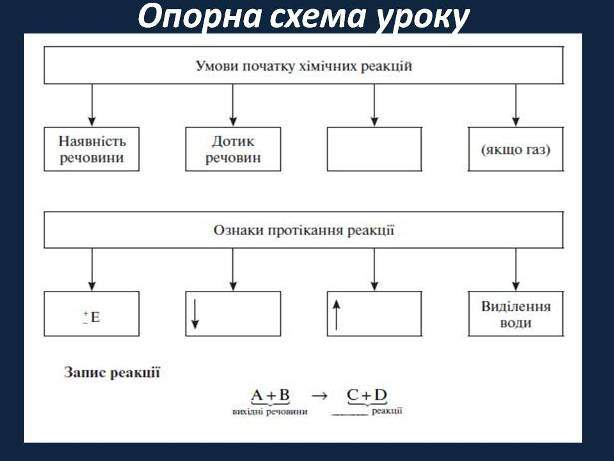 Опорна схема уроку
Умови початку хімічних реакцій
Наявність
речовини
Дотик
речовин
(якщо газ)
Ознаки протікання реакції
± E
↓
↑
Виділення
води
Запис реакції
A + B → C + D
вихідні речовини ________ реакції